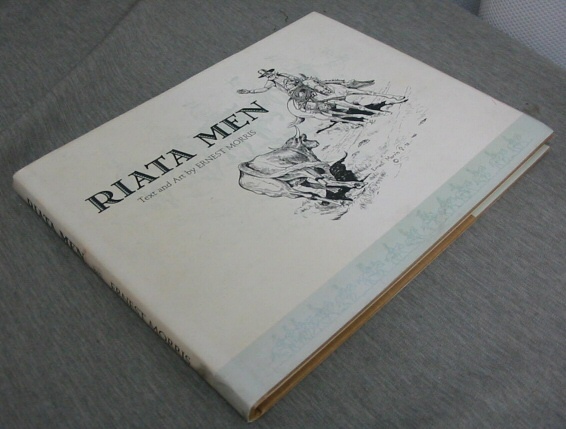 RIATA MEN
Text and Art by ERNEST MORRIS
RIATA MEN
ERNEST MORRIS